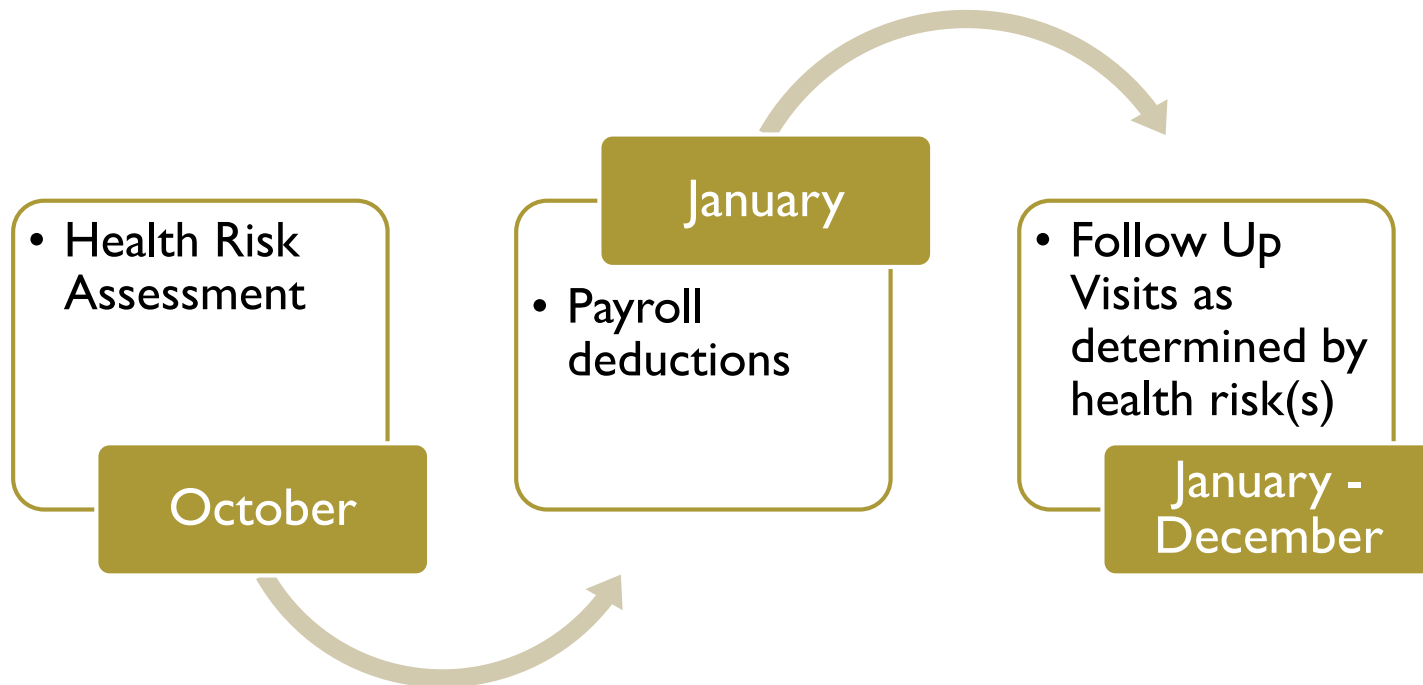 • Health Risk
Assessment
October
January
• Payroll
deductions
• Follow Up
Visits as
determined by
health risk(s)
January -
December